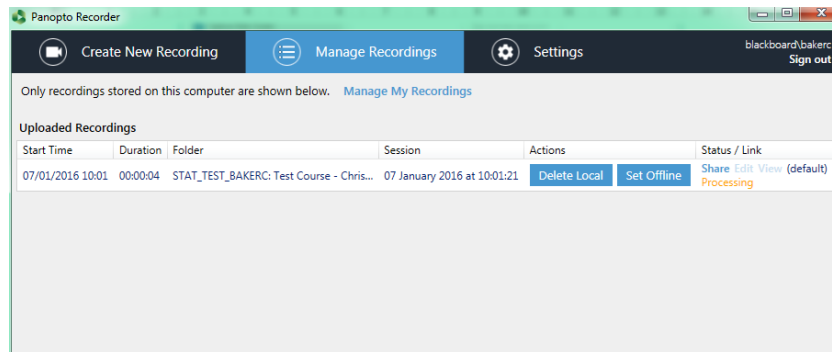 Panopto Recorder
Create New Recording Manage Recordings Settings blackboard\bakerc
Sign out
Only recordings stored on this computer are shown below. Manage My Recordings
Uploaded Recordings
Start Time Duration Folder Session Actions Status / Link
07/01/2016 10:01 00:00:04 STAT_TEST_BAKERC: Test Course - Chris... 07 January 2016 at 10:01:21 Delete Local Set Offline Share Edit View (default)
Processing